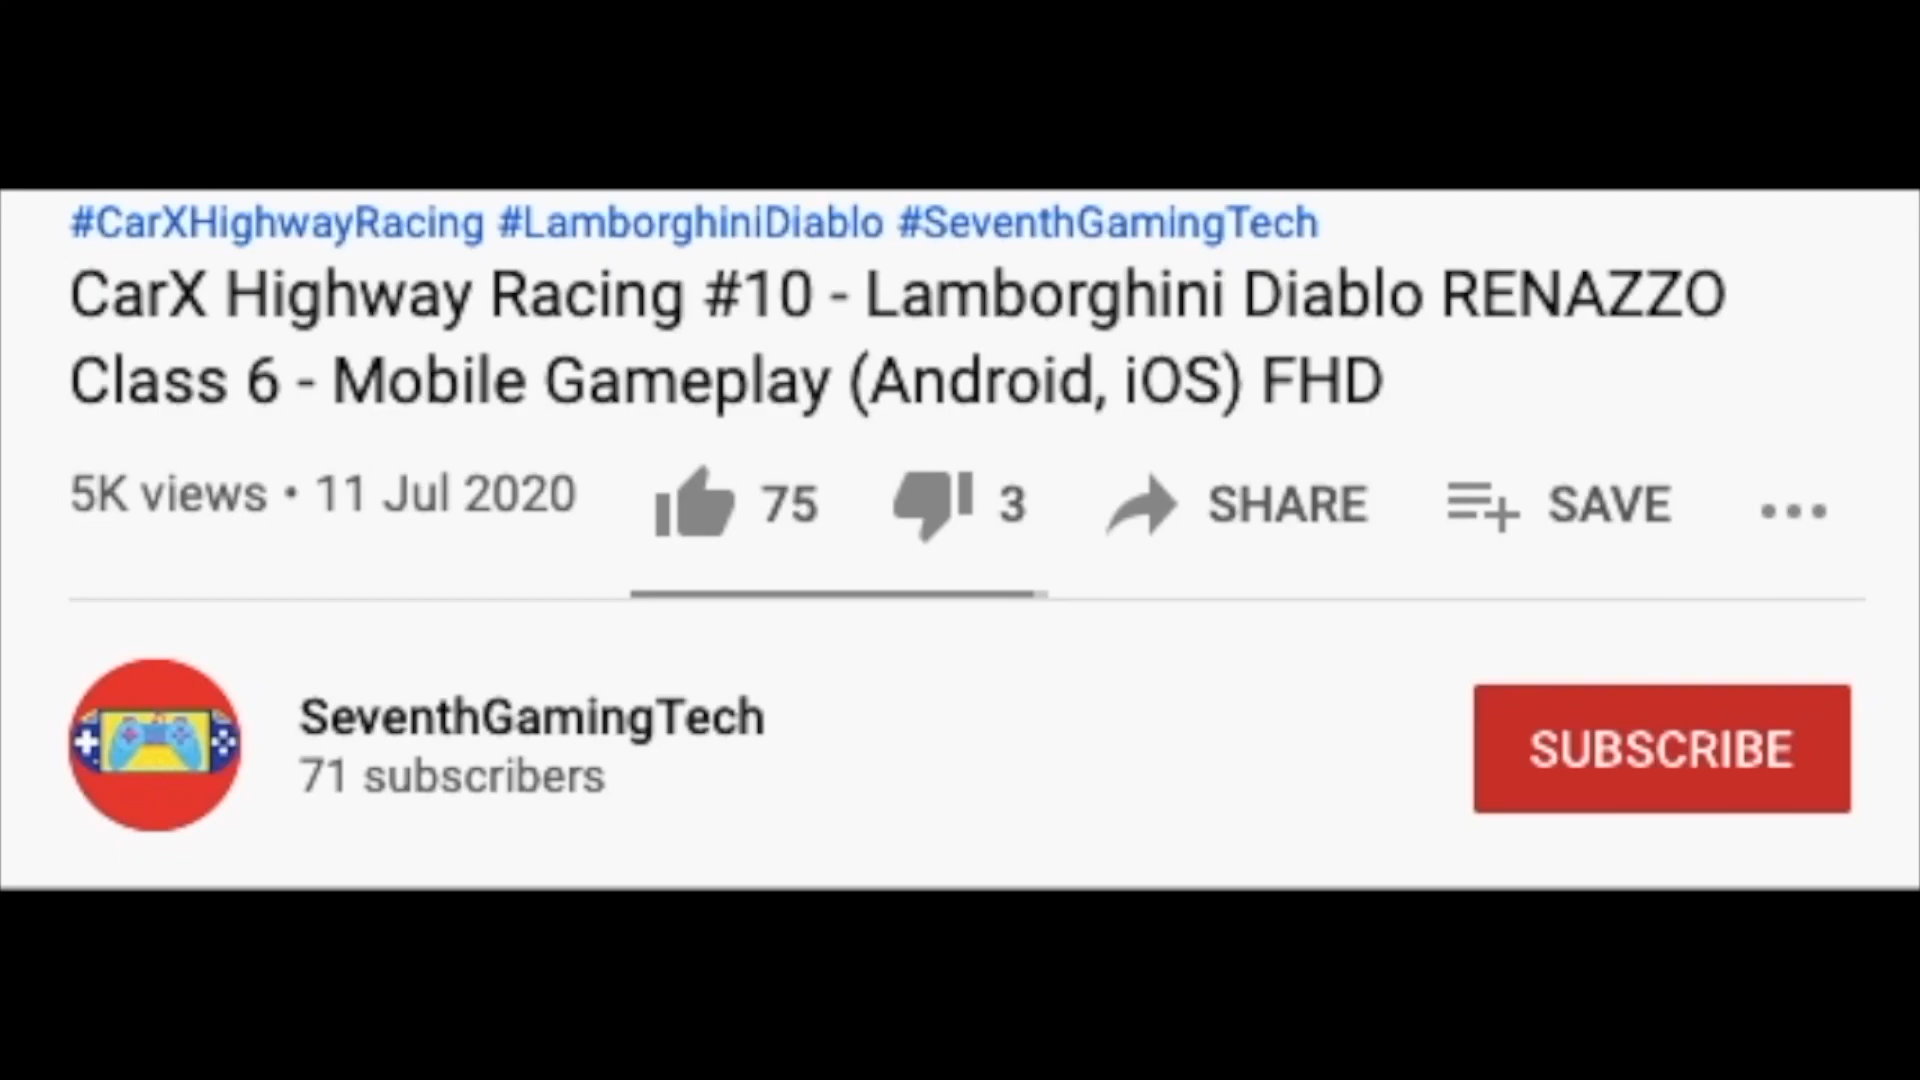 #CarXHighwayRacing #LamborghiniDiablo #SeventhGamingTech
CarX Highway Racing #10 - Lamborghini Diablo RENAZZO
Class 6 - Mobile Gameplay (Android, iOS) FHD
5K views • 11 Jul 2020 75 3 SHARE SAVE
SeventhGamingTech
71 subscribers
SUBSCRIBE